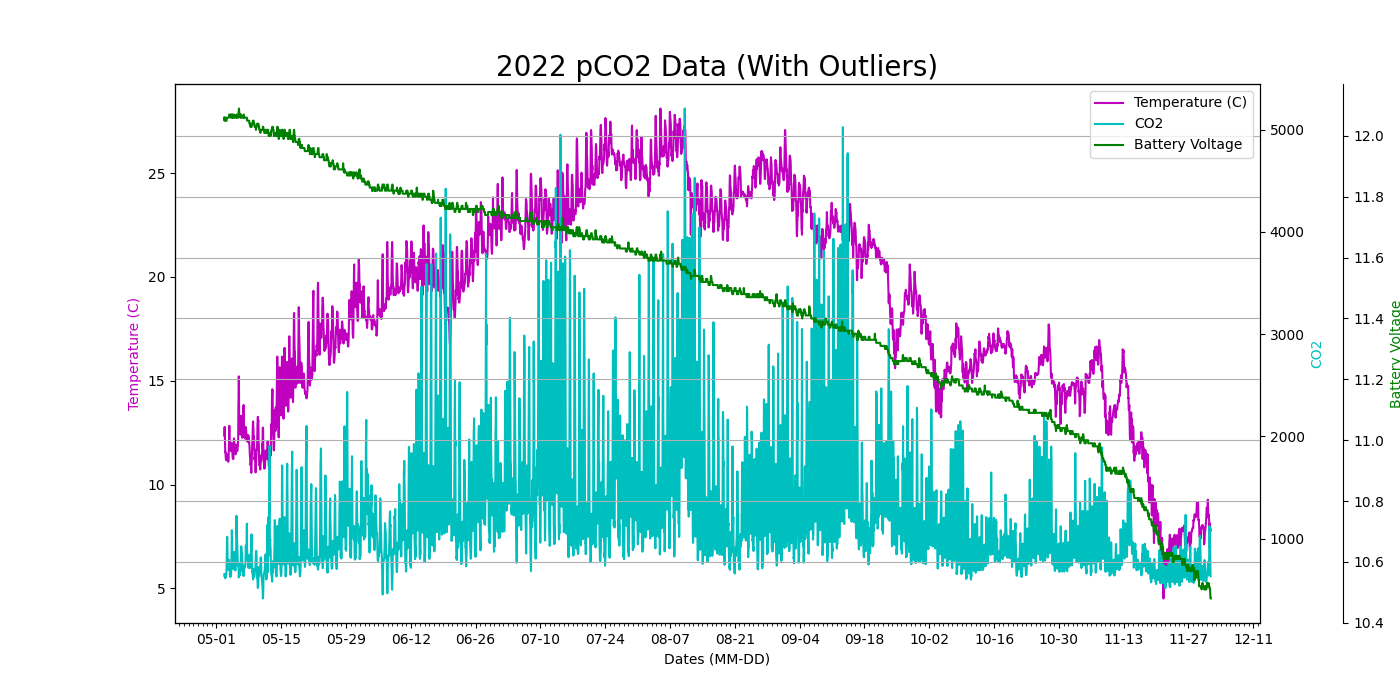 2022 pCO2 Data (With Outliers)
Temperature (C)
CO2
Battery Voltage
25
20
15
10
5
Temperature (C)
5000
4000
3000
2000
1000
CO2
12.0
11.8
11.6
11.4
11.2
11.0
10.8
10.6
10.4
Battery Voltage
05-01 05-15 05-29 06-12 06-26 07-10 07-24 08-07 08-21 09-04 09-18 10-02 10-16 10-30 11-13 11-27 12-11
Dates (MM-DD)